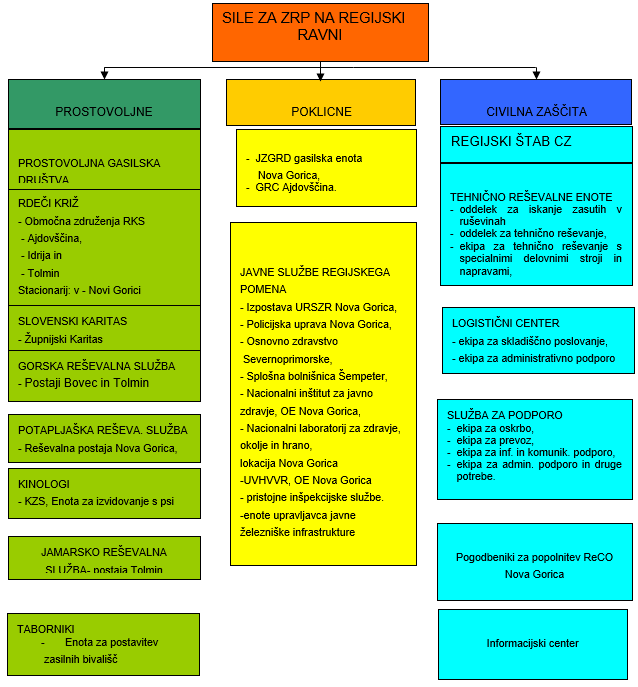 SILE ZA ZRP NA REGIJSKI
RAVNI
PROSTOVOLJNE
PROSTOVOLJNA GASILSKA
DRUŠTVA
RDEČI KRIŽ
- Območna združenja RKS
- Ajdovščina,
- Idrija in
- Tolmin
Stacionarij: v - Novi Gorici
SLOVENSKI KARITAS
- Župnijski Karitas
GORSKA REŠEVALNA SLUŽBA
- Postaji Bovec in Tolmin
POTAPLJAŠKA REŠEVA. SLUŽBA
- Reševalna postaja Nova Gorica,
KINOLOGI
- KZS, Enota za izvidovanje s psi
JAMARSKO REŠEVALNA
SLUŽBA- postaja Tolmin
TABORNIKI
- Enota za postavitev
zasilnih bivališč
POKLICNE
- JZGRD gasilska enota
Nova Gorica,
- GRC Ajdovščina.
JAVNE SLUŽBE REGIJSKEGA
POMENA
- Izpostava URSZR Nova Gorica,
- Policijska uprava Nova Gorica,
- Osnovno zdravstvo
Severnoprimorske,
- Splošna bolnišnica Šempeter,
- Nacionalni inštitut za javno
zdravje, OE Nova Gorica,
- Nacionalni laboratorij za zdravje,
okolje in hrano,
lokacija Nova Gorica
-UVHVVR, OE Nova Gorica
- pristojne inšpekcijske službe.
-enote upravljavca javne
železniške infrastrukture
CIVILNA ZAŠČITA
REGIJSKI ŠTAB CZ
TEHNIČNO REŠEVALNE ENOTE
- oddelek za iskanje zasutih v
ruševinah
- oddelek za tehnično reševanje,
- ekipa za tehnično reševanje s
specialnimi delovnimi stroji in
napravami,
LOGISTIČNI CENTER
- ekipa za skladiščno poslovanje,
- ekipa za administrativno podporo
SLUŽBA ZA PODPORO
- ekipa za oskrbo,
- ekipa za prevoz,
- ekipa za inf. in komunik. podporo,
- ekipa za admin. podporo in druge
potrebe.
Pogodbeniki za popolnitev ReCO
Nova Gorica
Informacijski center